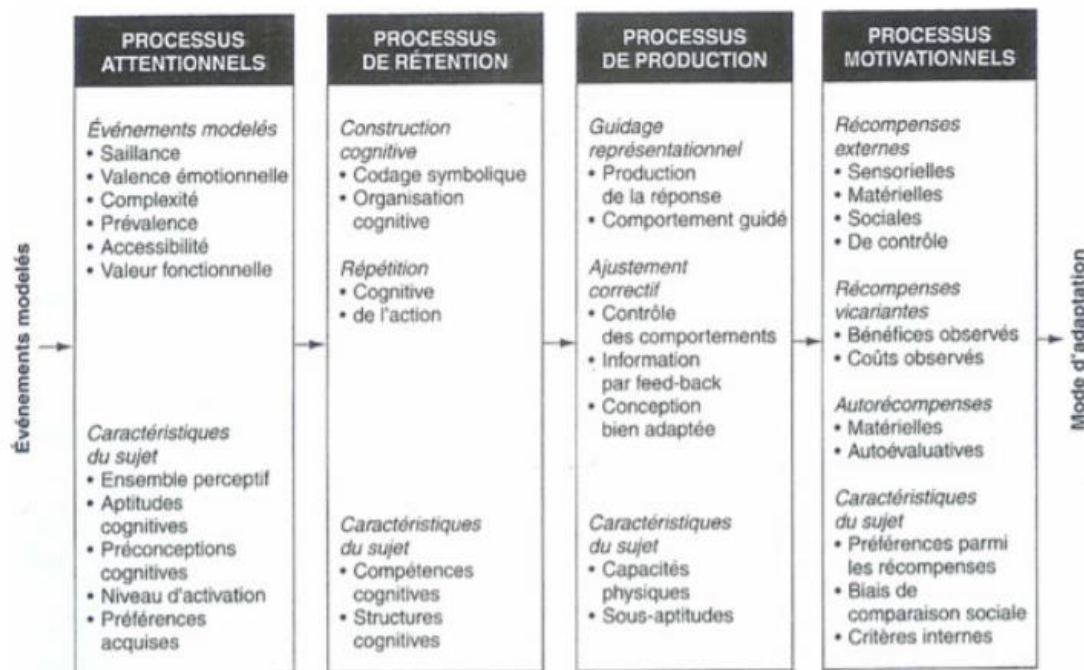 Événements modelés
PROCESSUS
ATTENTIONNELS
Événements modelés
• Saillance
• Valence émotionnelle
• Complexité
• Prévalence
• Accessibilité
• Valeur fonctionnelle
Caractéristiques
du sujet
• Ensemble perceptif
• Aptitudes
cognitives
• Préconceptions
cognitives
• Niveau d'activation
• Préférences
acquises
PROCESSUS
DE RÉTENTION
Construction
cognitive
• Codage symbolique
• Organisation
cognitive
Répétition
• Cognitive
• de l'action
Caractéristiques
du sujet
• Compétences
cognitives
• Structures
cognitives
PROCESSUS
DE PRODUCTION
Guidage
représentationnel
• Production
de la réponse
• Comportement guidé
Ajustement
correctif
• Contrôle
des comportements
• Information
par feed-back
• Conception
bien adaptée
Caractéristiques
du sujet
• Capacités
physiques
• Sous-aptitudes
PROCESSUS
MOTIVATIONNELS
Récompenses
externes
• Sensorielles
• Matérielles
• Sociales
• De contrôle
Récompenses
vicariantes
• Bénéfices observés
• Coûts observés
Autorécompenses
• Matérielles
• Autoévaluatives
Caractéristiques
du sujet
• Préférences parmi
les récompenses
• Biais de
comparaison sociale
• Critères internes
Mode d'adaptation